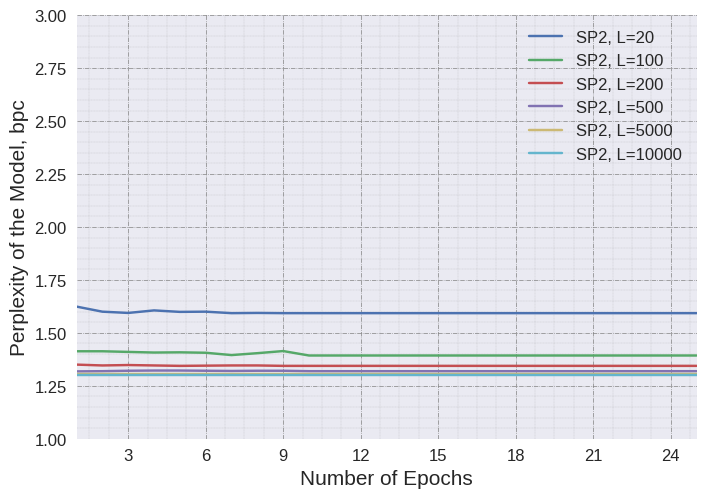 3.00
2.75
2.50
2.25
2.00
1.75
1.50
1.25
1.00
Perplexity of the Model, bpc
SP2, L=20
SP2, L=100
SP2, L=200
SP2, L=500
SP2, L=5000
SP2, L=10000
3 6 9 12 15 18 21 24
Number of Epochs